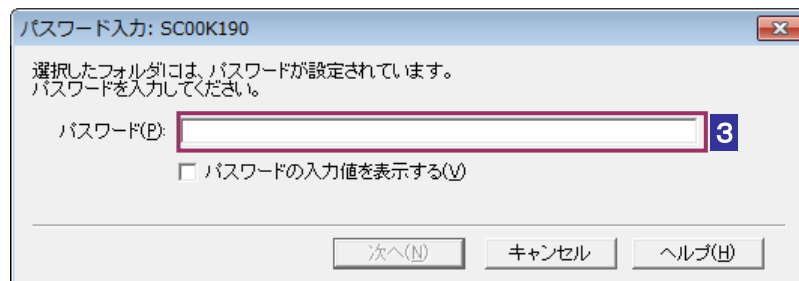 パスワード入力: SC00K190
選択したフォルダには、パスワードが設定されています。
パスワードを入力してください。
パスワード(P):
3
パスワードの入力値を表示する(V)
次へ(N) キャンセル ヘルプ(H)